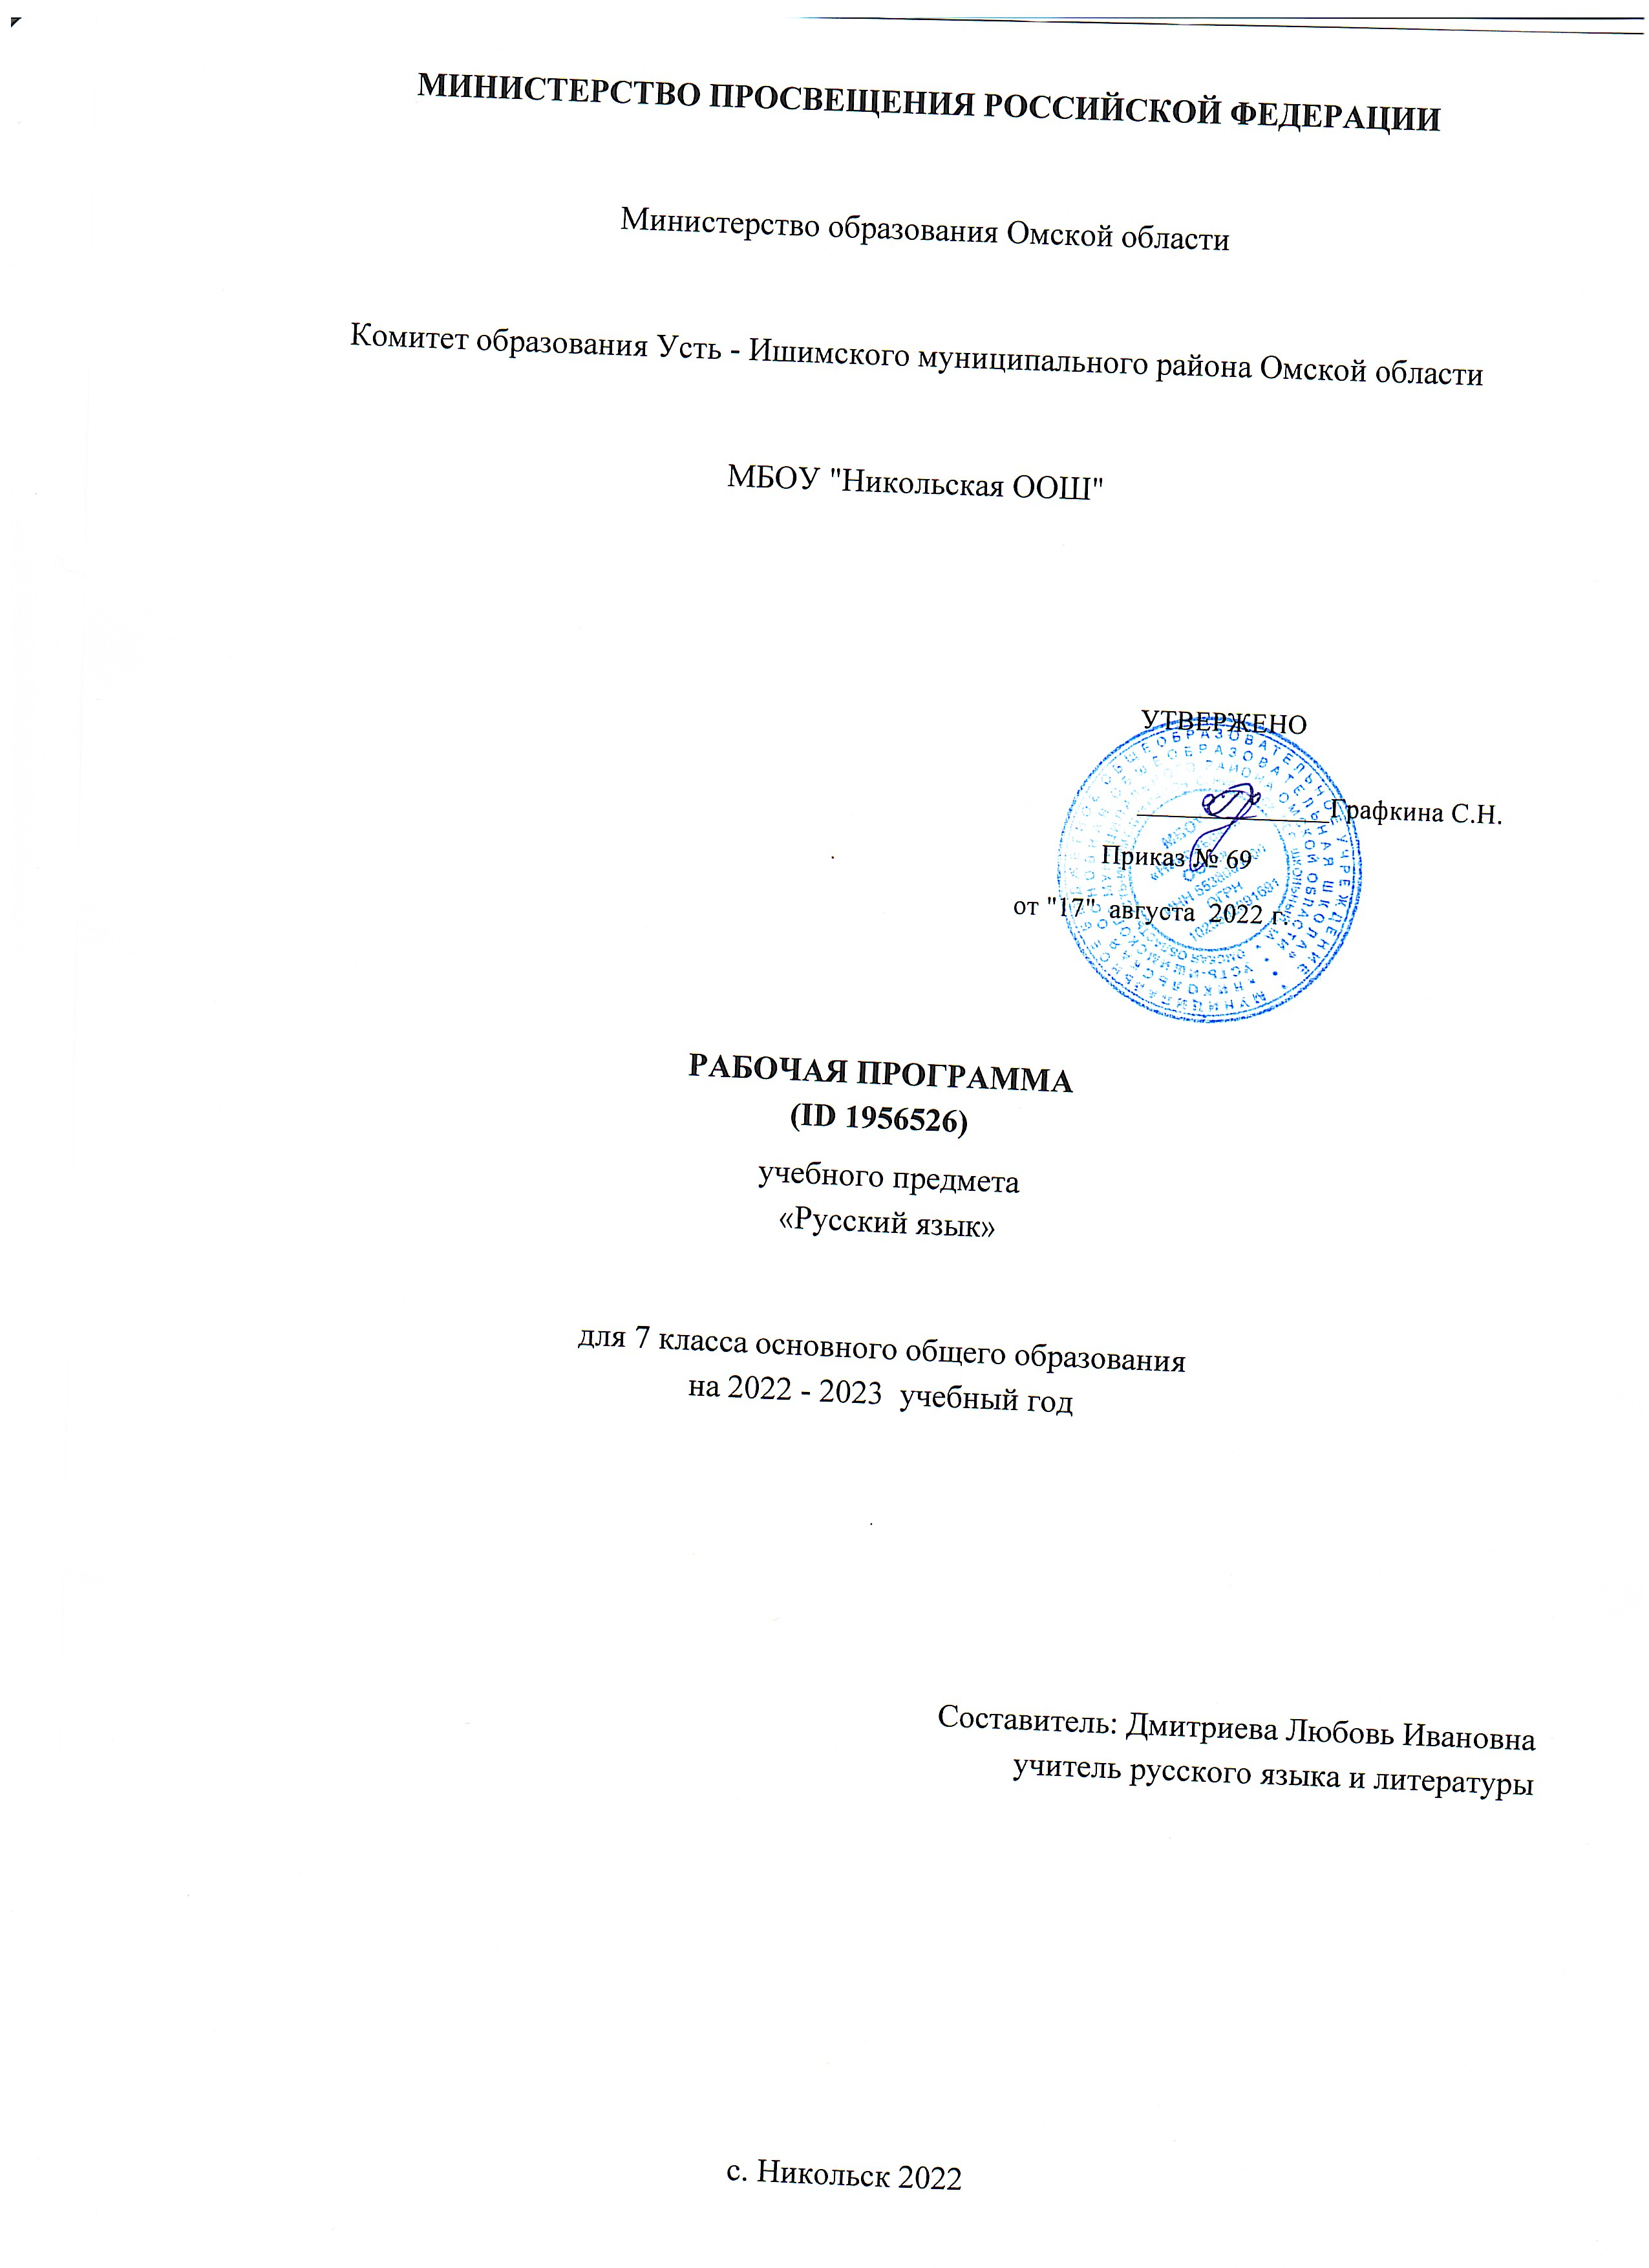 МИНИСТЕРСТВО ПРОСВЕЩЕНИЯ РОССИЙСКОЙ ФЕДЕРАЦИИ
Министерство образования Омской области
Комитет образования Усть - Ишимского муниципального района Омской области
МБОУ "Никольская ООШ"
УТВЕРЖЕНО
Графкина С.Н.
Приказ № 69
от "17" августа 2022 г.
РАБОЧАЯ ПРОГРАММА
(ID 1956526)
учебного предмета
«Русский язык»
для 7 класса основного общего образования
на 2022 - 2023 учебный год
Составитель: Дмитриева Любовь Ивановна
учитель русского языка и литературы
с. Никольск 2022